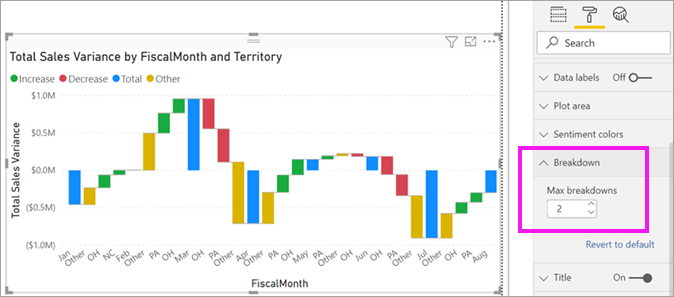 Total Sales Variance by FiscalMonth and Territory
Increase Decrease Total Other
Total Sales Variance
$1.0M
$0.5M
$0.0M
($0.5M)
($1.0M)
Jan Other OH NC Feb Other PA OH Mar OH PA Other Apr Other PA OH May PA Other OH Jun OH PA Other Jul Other OH PA Aug
FiscalMonth
Search
Data labels Off
Plot area
Sentiment colors
Breakdown
Max breakdowns
2
Revert to default
Title On